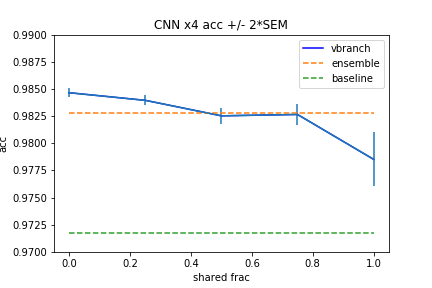 CNN x4 acc +/- 2*SEM
0.9900
0.9875
0.9850
0.9825
0.9800
0.9775
0.9750
0.9725
0.9700
acc
vbranch
ensemble
baseline
0.0 0.2 0.4 0.6 0.8 1.0
shared frac